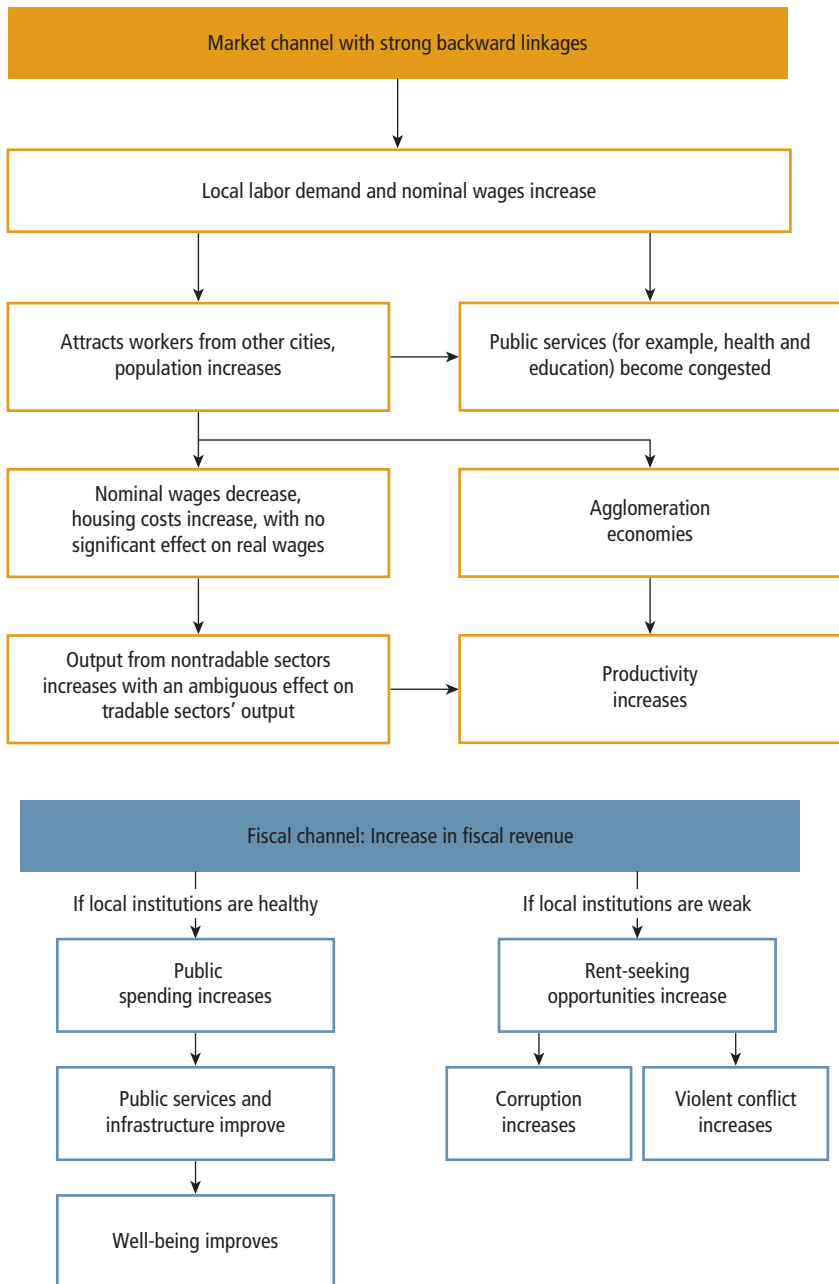 Market channel with strong backward linkages
Local labor demand and nominal wages increase
Attracts workers from other cities,
population increases
Public services (for example, health and
education) become congested
Nominal wages decrease,
housing costs increase, with no
significant effect on real wages
Agglomeration
economies
Output from nontradable sectors
increases with an ambiguous effect on
tradable sectors’ output
Productivity
increases
Fiscal channel: Increase in fiscal revenue
If local institutions are healthy
If local institutions are weak
Public
spending increases
Rent-seeking
opportunities increase
Public services and
infrastructure improve
Corruption
increases
Violent conflict
increases
Well-being improves